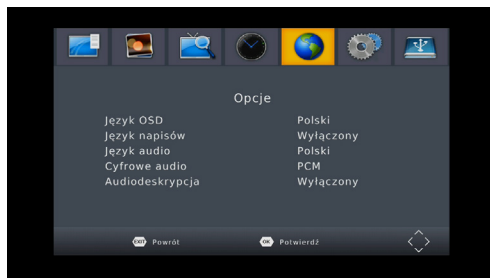 Opcje
Język OSD Polski
Język napisów Wyłączony
Język audio Polski
Cyfrowe audio PCM
Audiodeskrypcja Wyłączony
EXIT Powrót OK Potwierdź